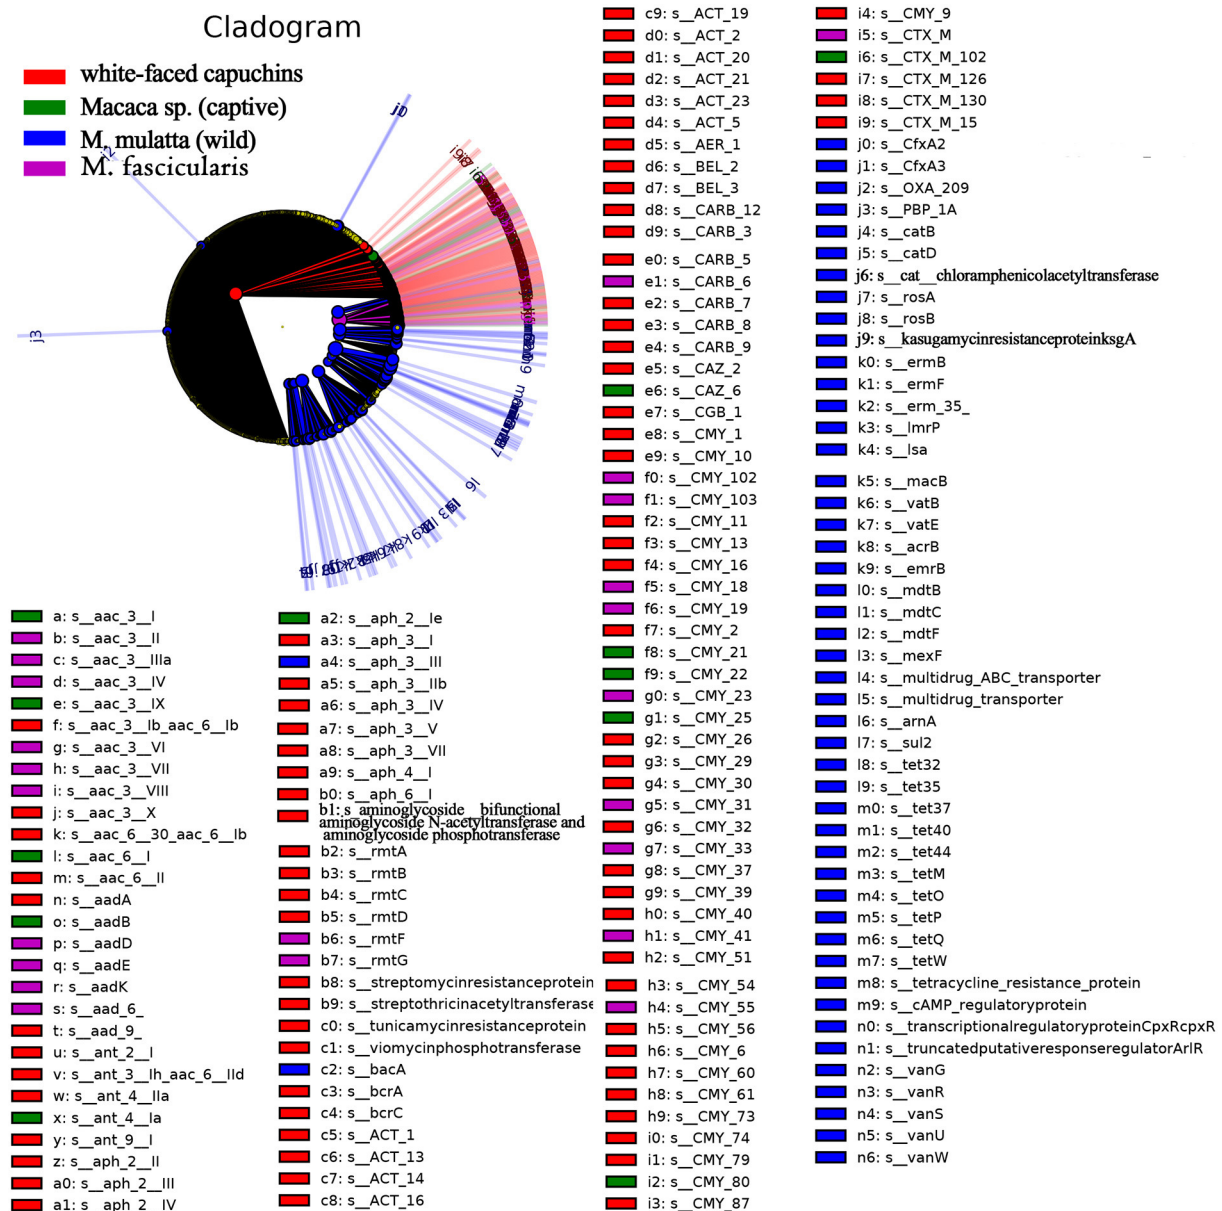 Cladogram
white-faced capuchins
Macaca sp. (captive)
M. mulatta (wild)
M. fascicularis
j2
j3
l6
a: s__aac_3__I
b: s__aac_3__II
c: s__aac_3__IIIa
d: s__aac_3__IV
e: s__aac_3__IX
f: s__aac_3__Ib_aac_6__Ib
g: s__aac_3__VI
h: s__aac_3__VII
i: s__aac_3__VIII
j: s__aac_3__X
k: s__aac_6__30_aac_6__Ib
l: s__aac_6__I
m: s__aac_6__II
n: s__aadA
o: s__aadB
p: s__aadD
q: s__aadE
r: s__aadK
s: s__aad_6_
t: s__aad_9_
u: s__ant_2__I
v: s__ant_3__Ih_aac_6__IId
w: s__ant_4__IIa
x: s__ant_4__Ia
y: s__ant_9__I
z: s__aph_2__II
a0: s__aph_2__III
a1: s__aph_2__IV
a2: s__aph_2__Ie
a3: s__aph_3__I
a4: s__aph_3__III
a5: s__aph_3__IIb
a6: s__aph_3__IV
a7: s__aph_3__V
a8: s__aph_3__VII
a9: s__aph_4__I
b0: s__aph_6__I
b1: s_aminoglycoside__bifunctional
aminoglycoside N-acetyltransferase and
aminoglycoside phosphotransferase
b2: s__rmtA
b3: s__rmtB
b4: s__rmtC
b5: s__rmtD
b6: s__rmtF
b7: s__rmtG
b8: s__streptomycinresistanceprotein
b9: s__streptothricinacetyltransferase
c0: s__tunicamycinresistanceprotein
c1: s__viomycinphosphotransferase
c2: s__bacA
c3: s__bcrA
c4: s__bcrC
c5: s__ACT_1
c6: s__ACT_13
c7: s__ACT_14
c8: s__ACT_16
c9: s__ACT_19
d0: s__ACT_2
d1: s__ACT_20
d2: s__ACT_21
d3: s__ACT_23
d4: s__ACT_5
d5: s__AER_1
d6: s__BEL_2
d7: s__BEL_3
d8: s__CARB_12
d9: s__CARB_3
e0: s__CARB_5
e1: s__CARB_6
e2: s__CARB_7
e3: s__CARB_8
e4: s__CARB_9
e5: s__CAZ_2
e6: s__CAZ_6
e7: s__CGB_1
e8: s__CMY_1
e9: s__CMY_10
f0: s__CMY_102
f1: s__CMY_103
f2: s__CMY_11
f3: s__CMY_13
f4: s__CMY_16
f5: s__CMY_18
f6: s__CMY_19
f7: s__CMY_2
f8: s__CMY_21
f9: s__CMY_22
g0: s__CMY_23
g1: s__CMY_25
g2: s__CMY_26
g3: s__CMY_29
g4: s__CMY_30
g5: s__CMY_31
g6: s__CMY_32
g7: s__CMY_33
g8: s__CMY_37
g9: s__CMY_39
h0: s__CMY_40
h1: s__CMY_41
h2: s__CMY_51
h3: s__CMY_54
h4: s__CMY_55
h5: s__CMY_56
h6: s__CMY_6
h7: s__CMY_60
h8: s__CMY_61
h9: s__CMY_73
i0: s__CMY_74
i1: s__CMY_79
i2: s__CMY_80
i3: s__CMY_87
i4: s__CMY_9
i5: s__CTX_M
i6: s__CTX_M_102
i7: s__CTX_M_126
i8: s__CTX_M_130
i9: s__CTX_M_15
j0: s__CfxA2
j1: s__CfxA3
j2: s__OXA_209
j3: s__PBP_1A
j4: s__catB
j5: s__catD
j6: s__cat__chloramphenicolacetyltransferase
j7: s__rosA
j8: s__rosB
j9: s__kasugamycinresistanceproteinksgA
k0: s__ermB
k1: s__ermF
k2: s__erm_35_
k3: s__lmrP
k4: s__lsa
k5: s__macB
k6: s__vatB
k7: s__vatE
k8: s__acrB
k9: s__emrB
l0: s__mdtB
l1: s__mdtC
l2: s__mdtF
l3: s__mexF
l4: s__multidrug_ABC_transporter
l5: s__multidrug_transporter
l6: s__arnA
l7: s__sul2
l8: s__tet32
l9: s__tet35
m0: s__tet37
m1: s__tet40
m2: s__tet44
m3: s__tetM
m4: s__tetO
m5: s__tetP
m6: s__tetQ
m7: s__tetW
m8: s__tetracycline_resistance_protein
m9: s__cAMP_regulatoryprotein
n0: s__transcriptionalregulatoryproteinCpxRcpxR
n1: s__truncatedputativeresponseregulatorArlR
n2: s__vanG
n3: s__vanR
n4: s__vanS
n5: s__vanU
n6: s__vanW